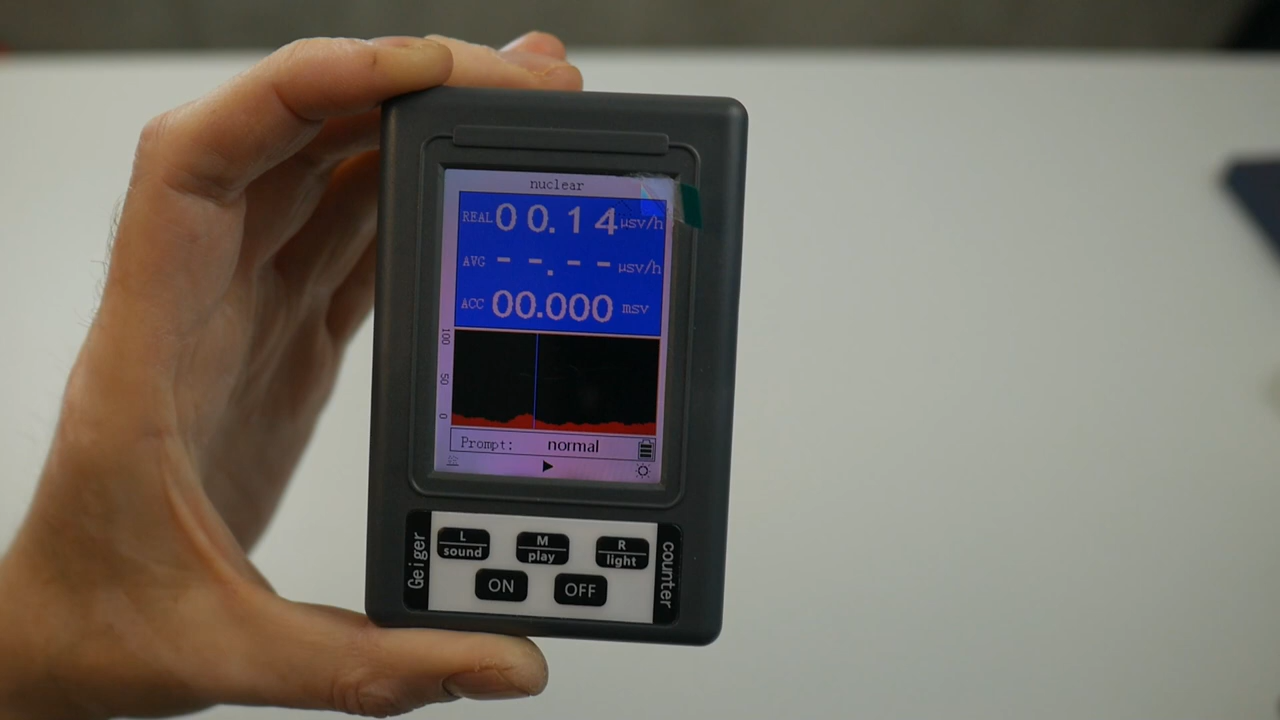 nuclear
REAL 00.14 µsv/h
AVG --.-- µsv/h
ACC 00.000 msv
100
50
0
Prompt: normal
Geiger
L
sound
M
play
R
light
ON OFF
counter